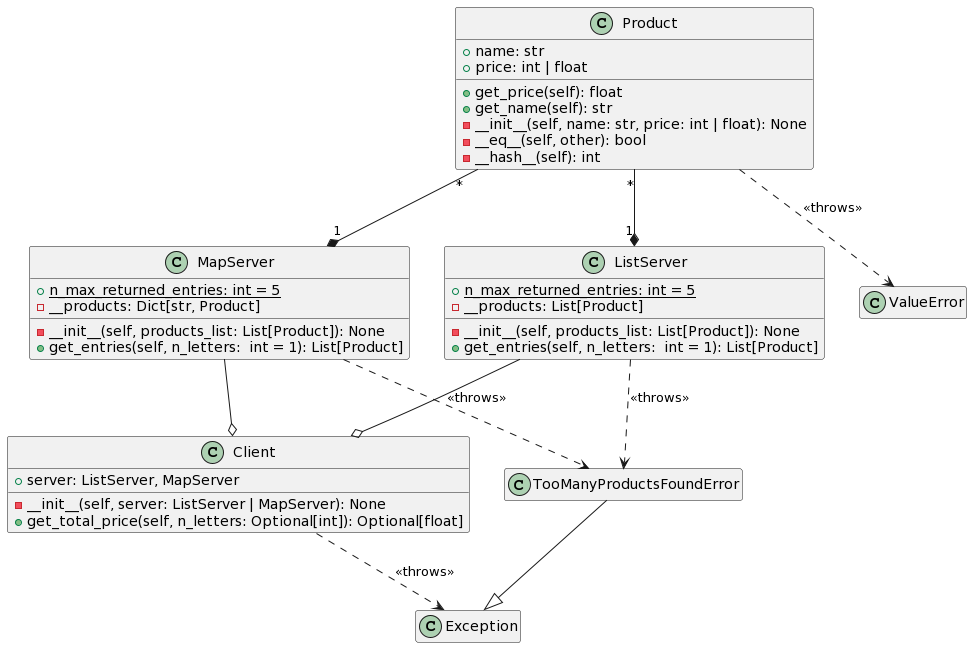 C Product
name: str
price: int | float
get_price(self): float
get_name(self): str
__init__(self, name: str, price: int | float): None
__eq__(self, other): bool
__hash__(self): int
*
*
«throws»
1
1
C MapServer
n_max_returned_entries: int = 5
__products: Dict[str, Product]
__init__(self, products_list: List[Product]): None
get_entries(self, n_letters:  int = 1): List[Product]
C ListServer
n_max_returned_entries: int = 5
__products: List[Product]
__init__(self, products_list: List[Product]): None
get_entries(self, n_letters:  int = 1): List[Product]
C ValueError
«throws»
«throws»
C Client
server: ListServer, MapServer
__init__(self, server: ListServer | MapServer): None
get_total_price(self, n_letters: Optional[int]): Optional[float]
C TooManyProductsFoundError
«throws»
C Exception